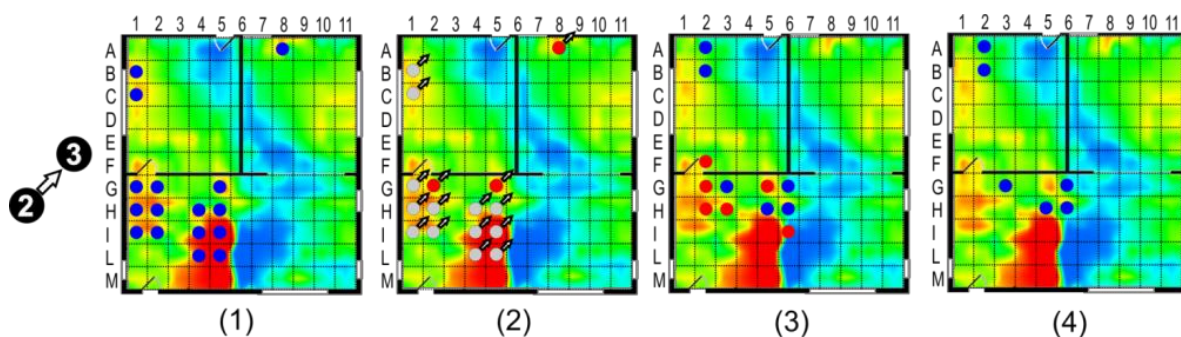 1 2 3 4 5 6 7 8 9 10 11
1 2 3 4 5 6 7 8 9 10 11
1 2 3 4 5 6 7 8 9 10 11
1 2 3 4 5 6 7 8 9 10 11
A A A A
B B B B
C C C C
D D D D
E E E E
3
F F F F
2
G G G G
H H H H
I I I I
L L L L
M M M M
(1) (2) (3) (4)